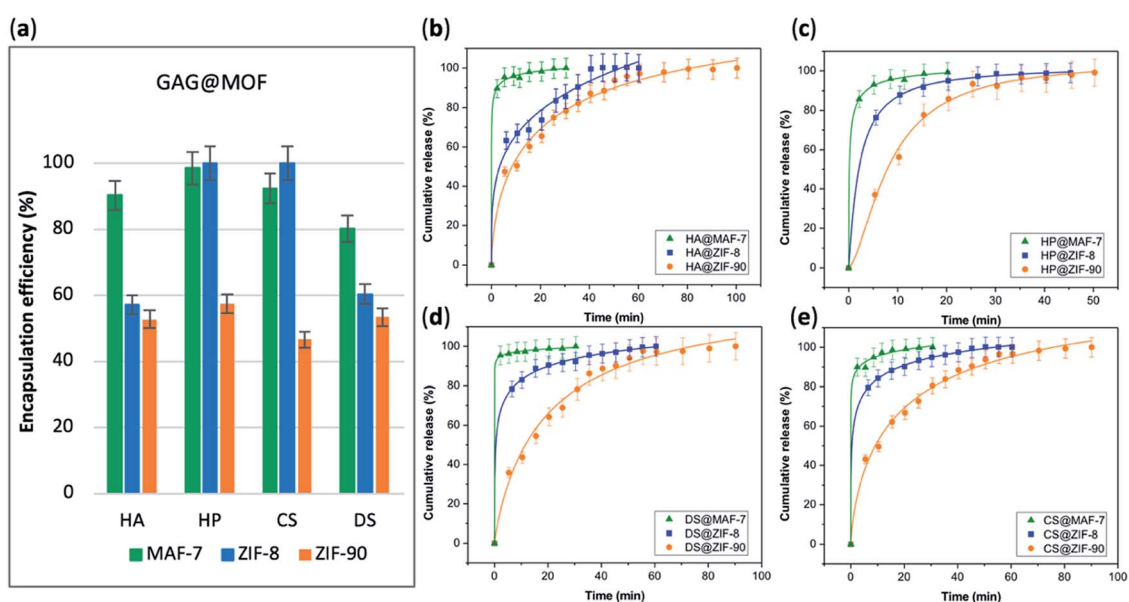 (a)
GAG@MOF
Encapsulation efficiency (%)
100
80
60
40
20
0
HA HP CS DS
MAF-7 ZIF-8 ZIF-90
(b)
Cumulative release (%)
100
80
60
40
20
0
HA@MAF-7
HA@ZIF-8
HA@ZIF-90
0 20 40 60 80 100
Time (min)
(c)
Cumulative release (%)
100
80
60
40
20
0
HP@MAF-7
HP@ZIF-8
HP@ZIF-90
0 10 20 30 40 50
Time (min)
(d)
Cumulative release (%)
100
80
60
40
20
0
DS@MAF-7
DS@ZIF-8
DS@ZIF-90
0 20 40 60 80 100
Time (min)
(e)
Cumulative release (%)
100
80
60
40
20
0
CS@MAF-7
CS@ZIF-8
CS@ZIF-90
0 20 40 60 80 100
Time (min)